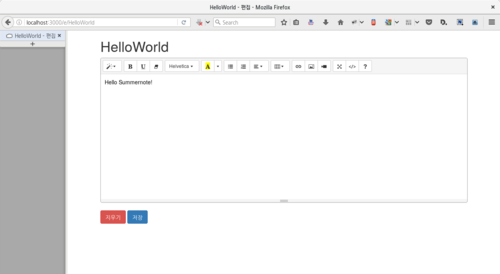 HelloWorld - 편집 - Mozilla Firefox
localhost:3000/e/HelloWorld
Search
HelloWorld - 편집
HelloWorld
B U Helvetica A
Hello Summernote!
지우기 저장